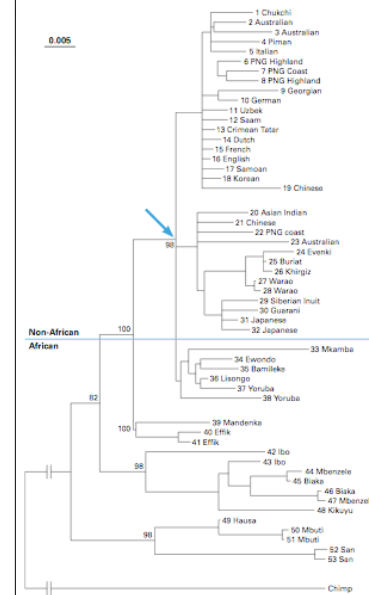 0.005
1 Chukchi
2 Australian
3 Australian
4 Piman
5 Italian
6 PNG Highland
7 PNG Coast
8 PNG Highland
9 Georgian
10 German
11 Uzbek
12 Saam
13 Crimean Tatar
14 Dutch
15 French
16 English
17 Samoan
18 Korean
19 Chinese
20 Asian Indian
21 Chinese
22 PNG coast
98
23 Australian
24 Evenki
25 Buriat
26 Khirgiz
27 Warao
28 Warao
29 Siberian Inuit
30 Guarani
31 Japanese
100
32 Japanese
Non-African
African
33 Mkamba
34 Ewondo
35 Bamileke
36 Lisongo
37 Yoruba
82
38 Yoruba
39 Mandenka
100
40 Effik
41 Effik
42 Ibo
43 Ibo
98
44 Mbenzele
45 Biaka
46 Biaka
47 Mbenzel
48 Kikuyu
49 Hausa
50 Mbuti
98
51 Mbuti
52 San
53 San
Chimp